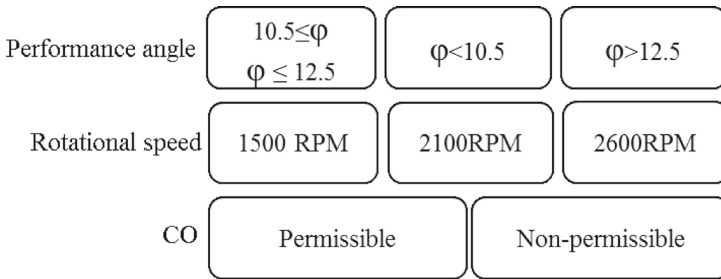 Performance angle
10.5≤φ
φ ≤ 12.5
φ<10.5
φ>12.5
Rotational speed
1500 RPM
2100RPM
2600RPM
CO
Permissible
Non-permissible